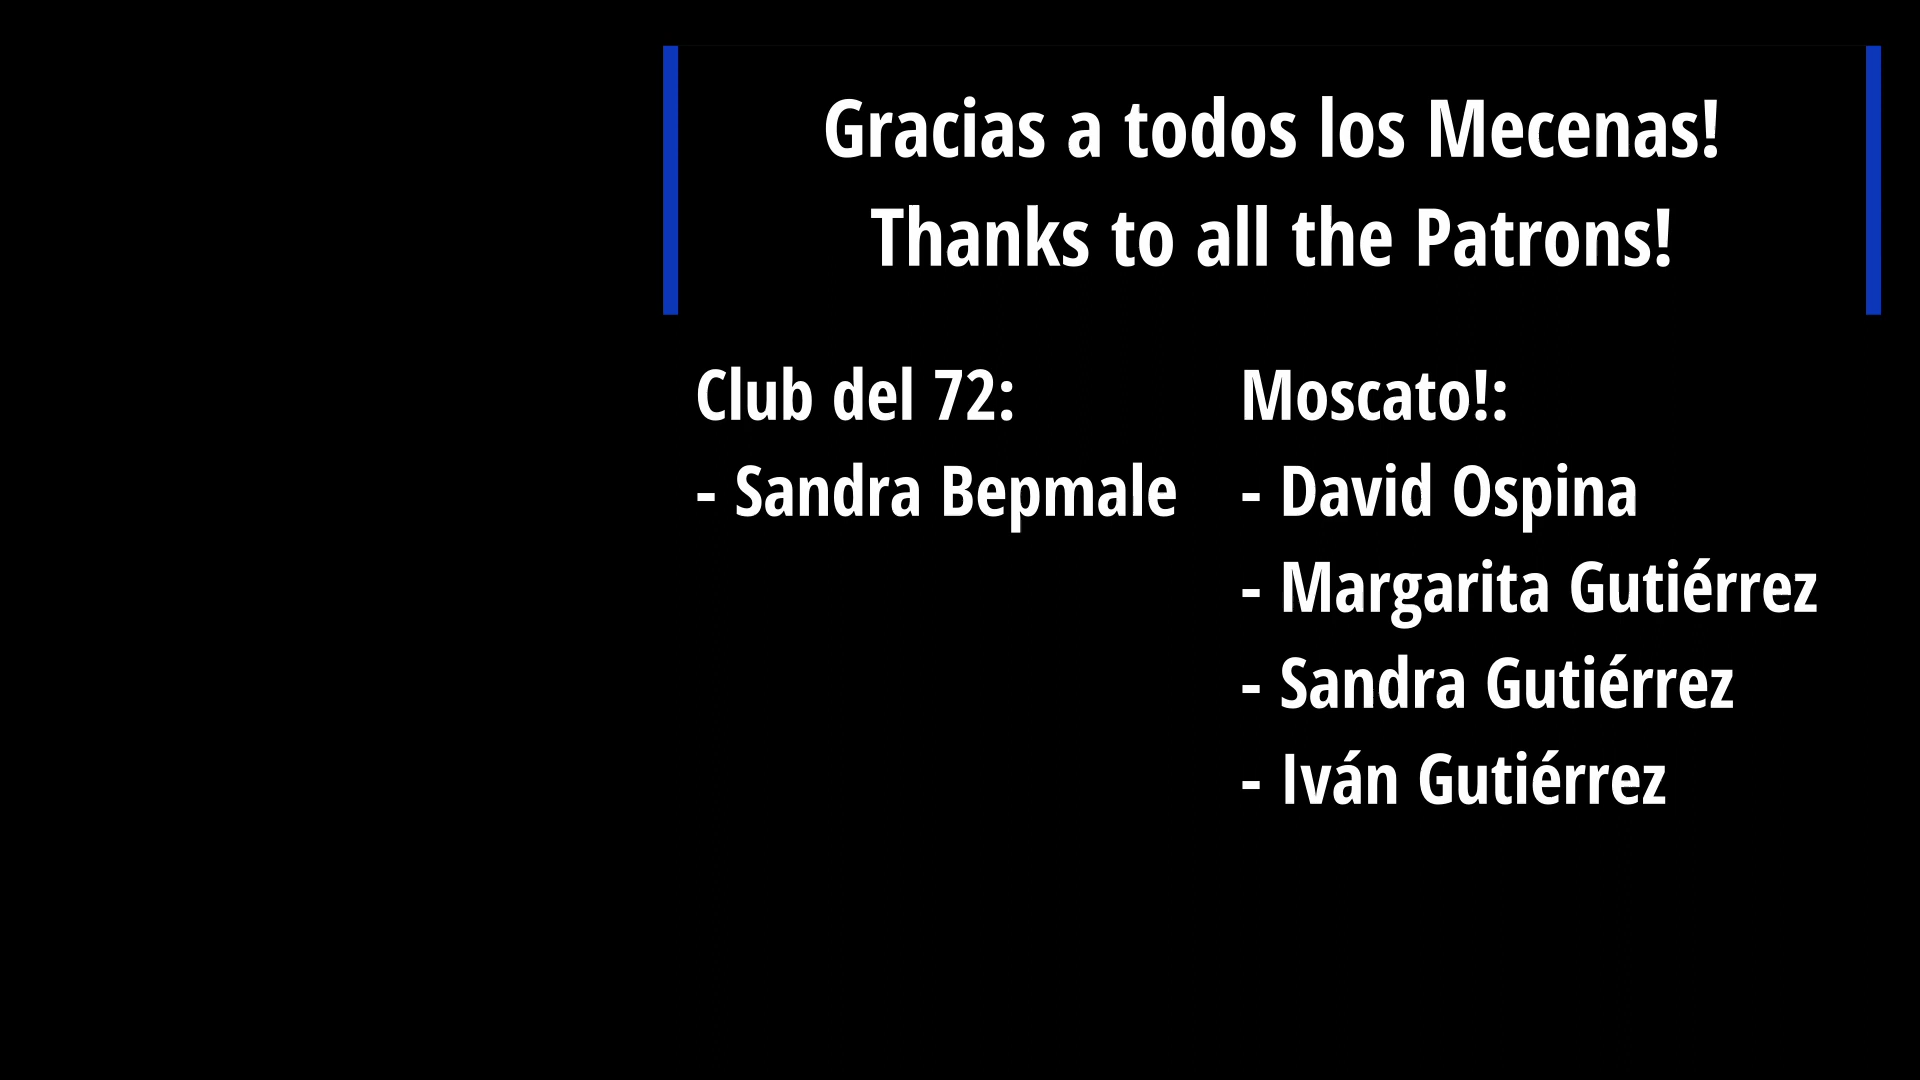 Gracias a todos los Mecenas!
Thanks to all the Patrons!
Club del 72:
- Sandra Bepmale
Moscato!:
- David Ospina
- Margarita Gutiérrez
- Sandra Gutiérrez
- Iván Gutiérrez